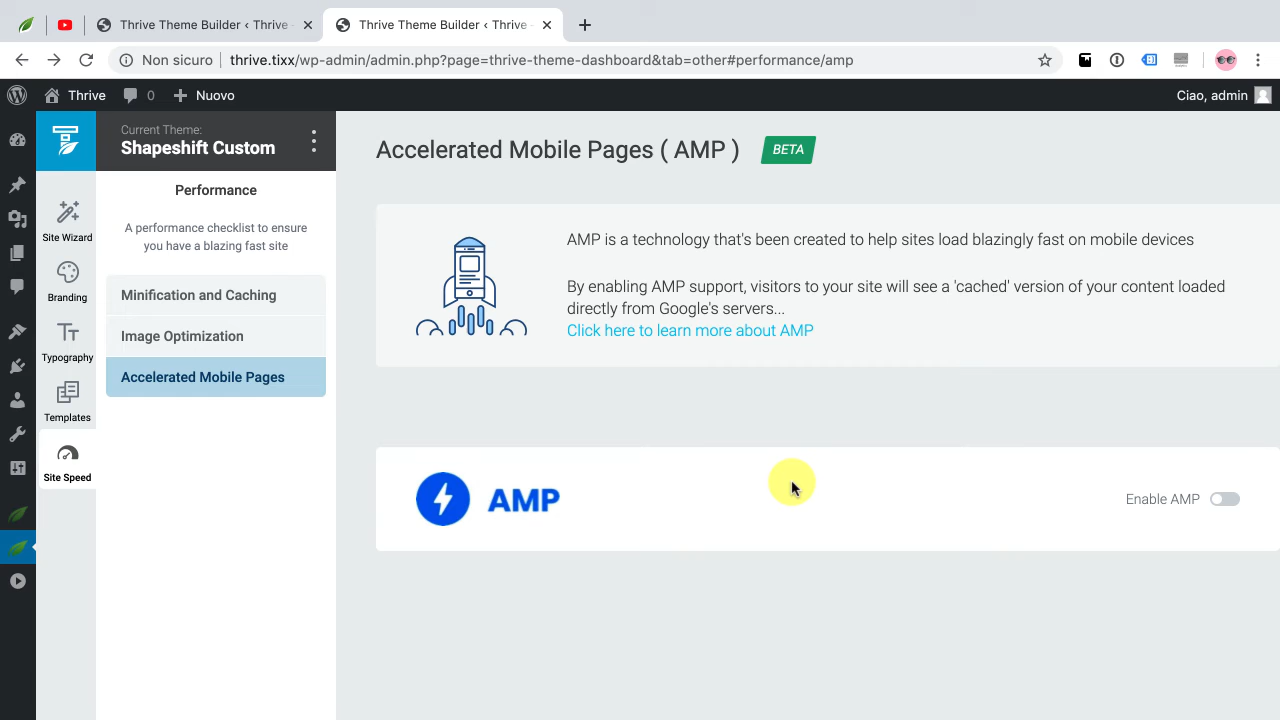 Thrive Theme Builder ‹ Thrive -
Thrive Theme Builder ‹ Thrive -
Non sicuro
thrive.tixx/wp-admin/admin.php?page=thrive-theme-dashboard&tab=other#performance/amp
Thrive
0
Nuovo
Ciao, admin
Current Theme:
Shapeshift Custom
Site Wizard
Branding
Typography
Templates
Site Speed
Performance
A performance checklist to ensure
you have a blazing fast site
Minification and Caching
Image Optimization
Accelerated Mobile Pages
Accelerated Mobile Pages ( AMP )
BETA
AMP is a technology that's been created to help sites load blazingly fast on mobile devices
By enabling AMP support, visitors to your site will see a 'cached' version of your content loaded
directly from Google's servers...
Click here to learn more about AMP
AMP
Enable AMP